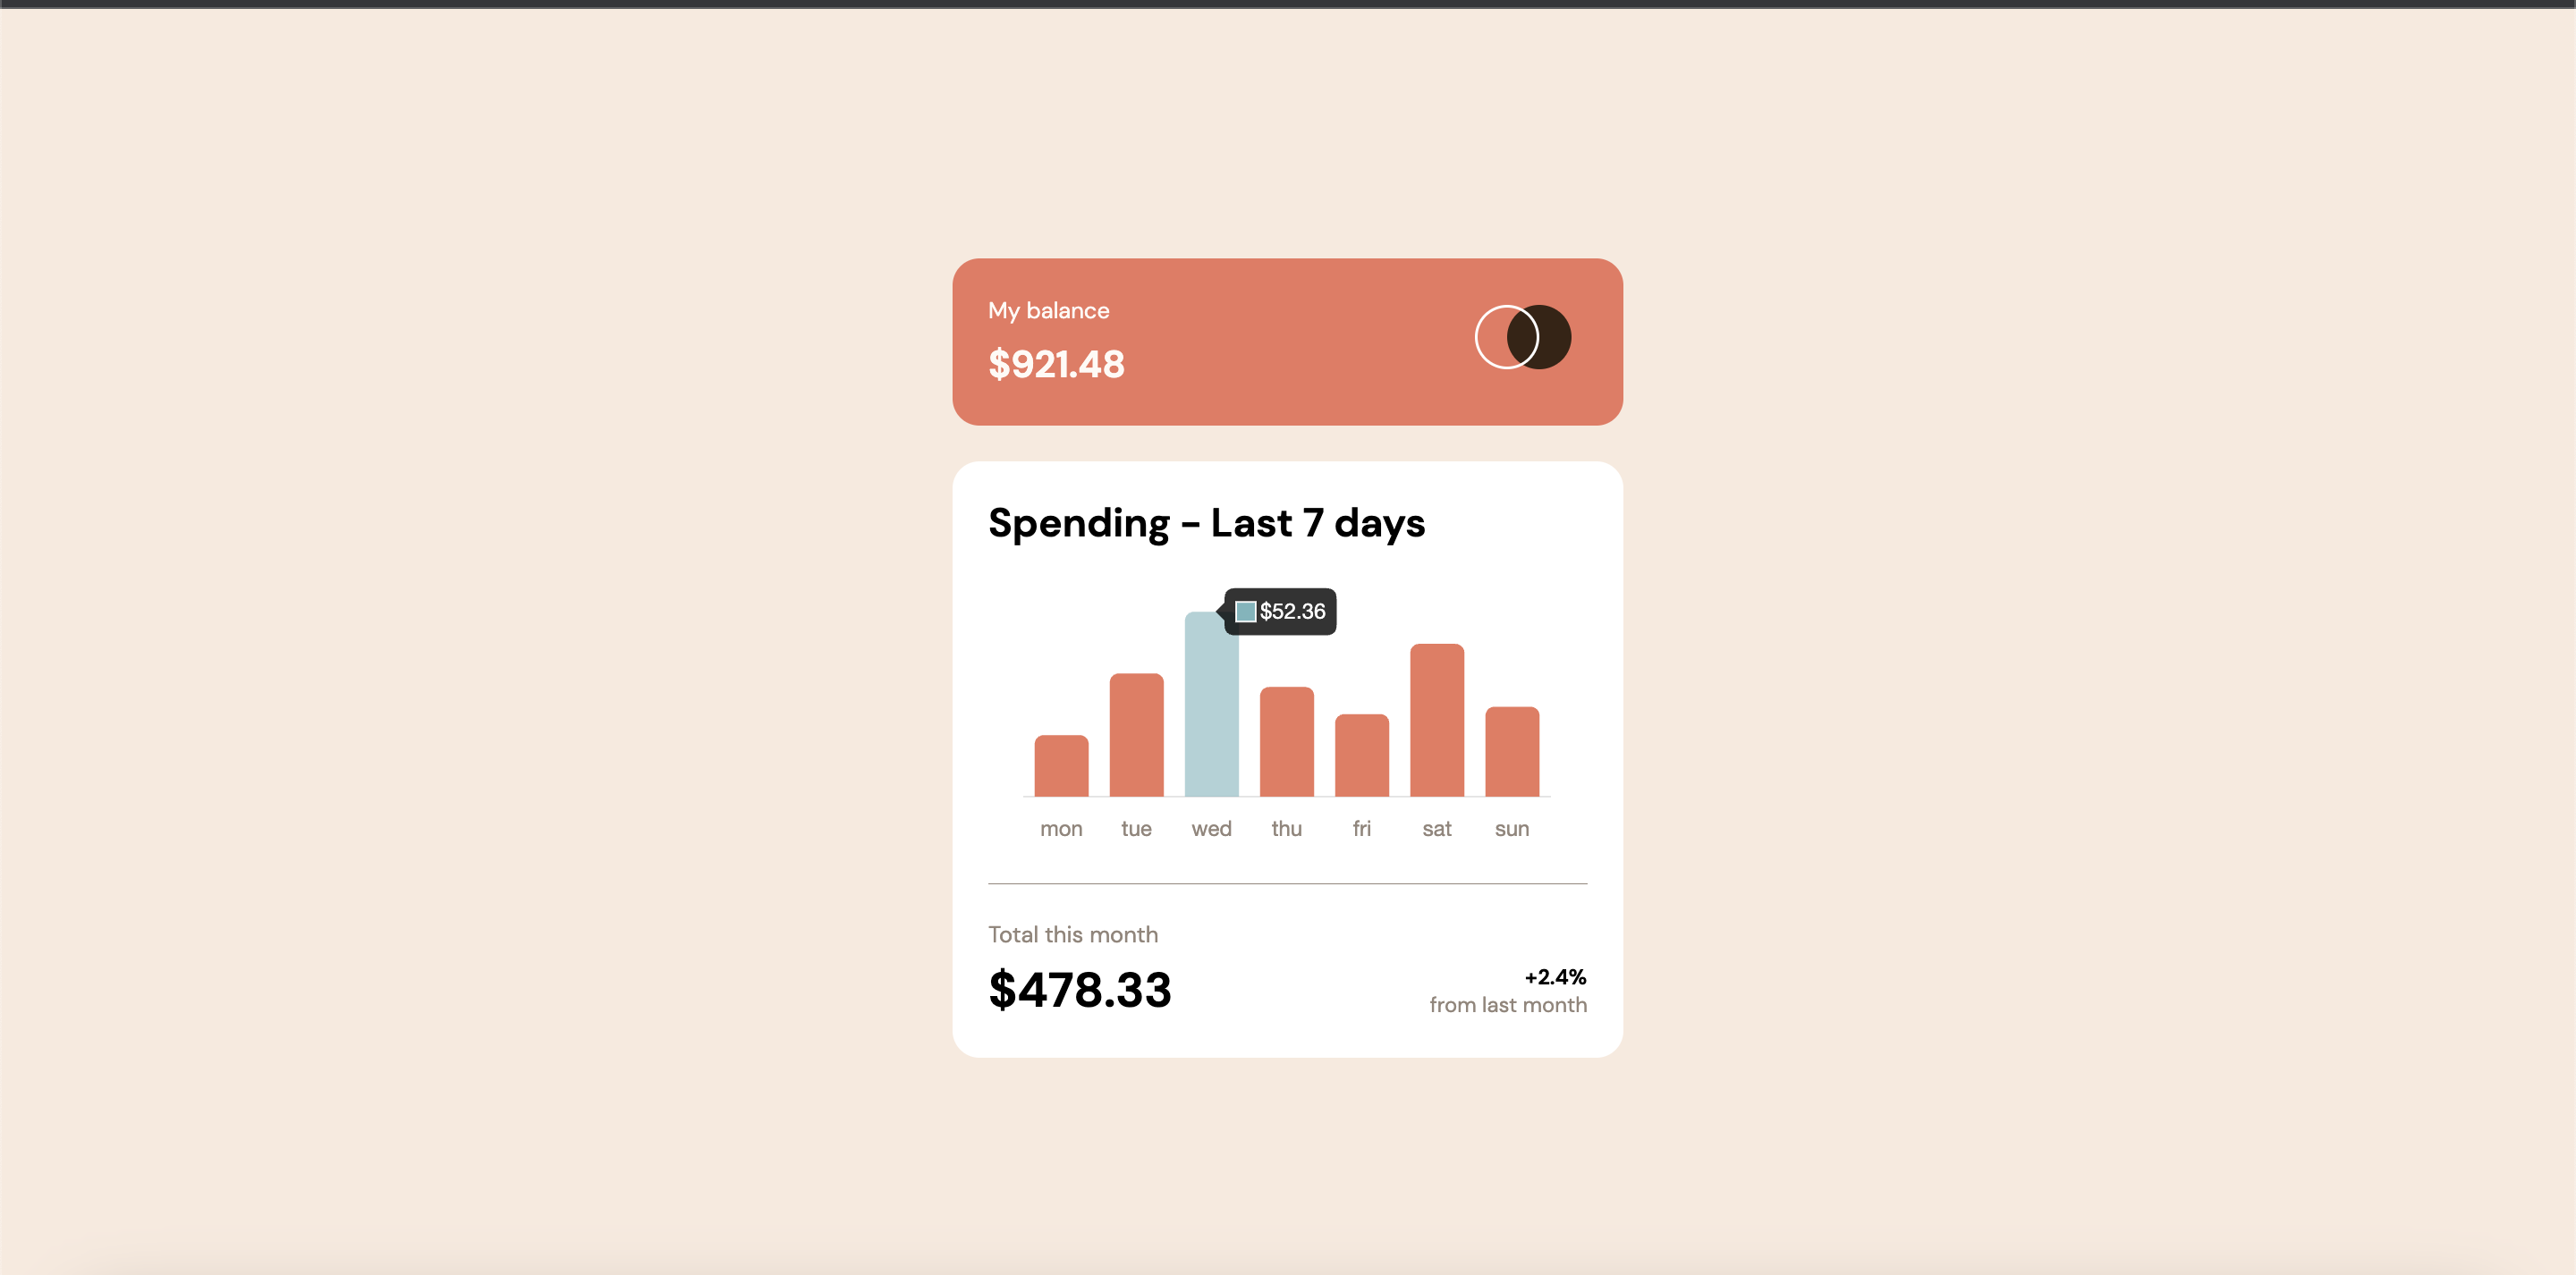 My balance
$921.48
Spending - Last 7 days
$52.36
mon tue wed thu fri sat sun
Total this month
$478.33
+2.4%
from last month